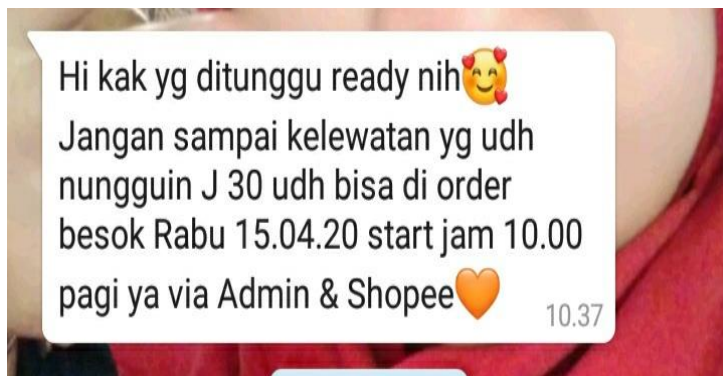 Hi kak yg ditunggu ready nih🥰
Jangan sampai kelewatan yg udh
nungguin J 30 udh bisa di order
besok Rabu 15.04.20 start jam 10.00
pagi ya via Admin & Shopee🧡
10.37